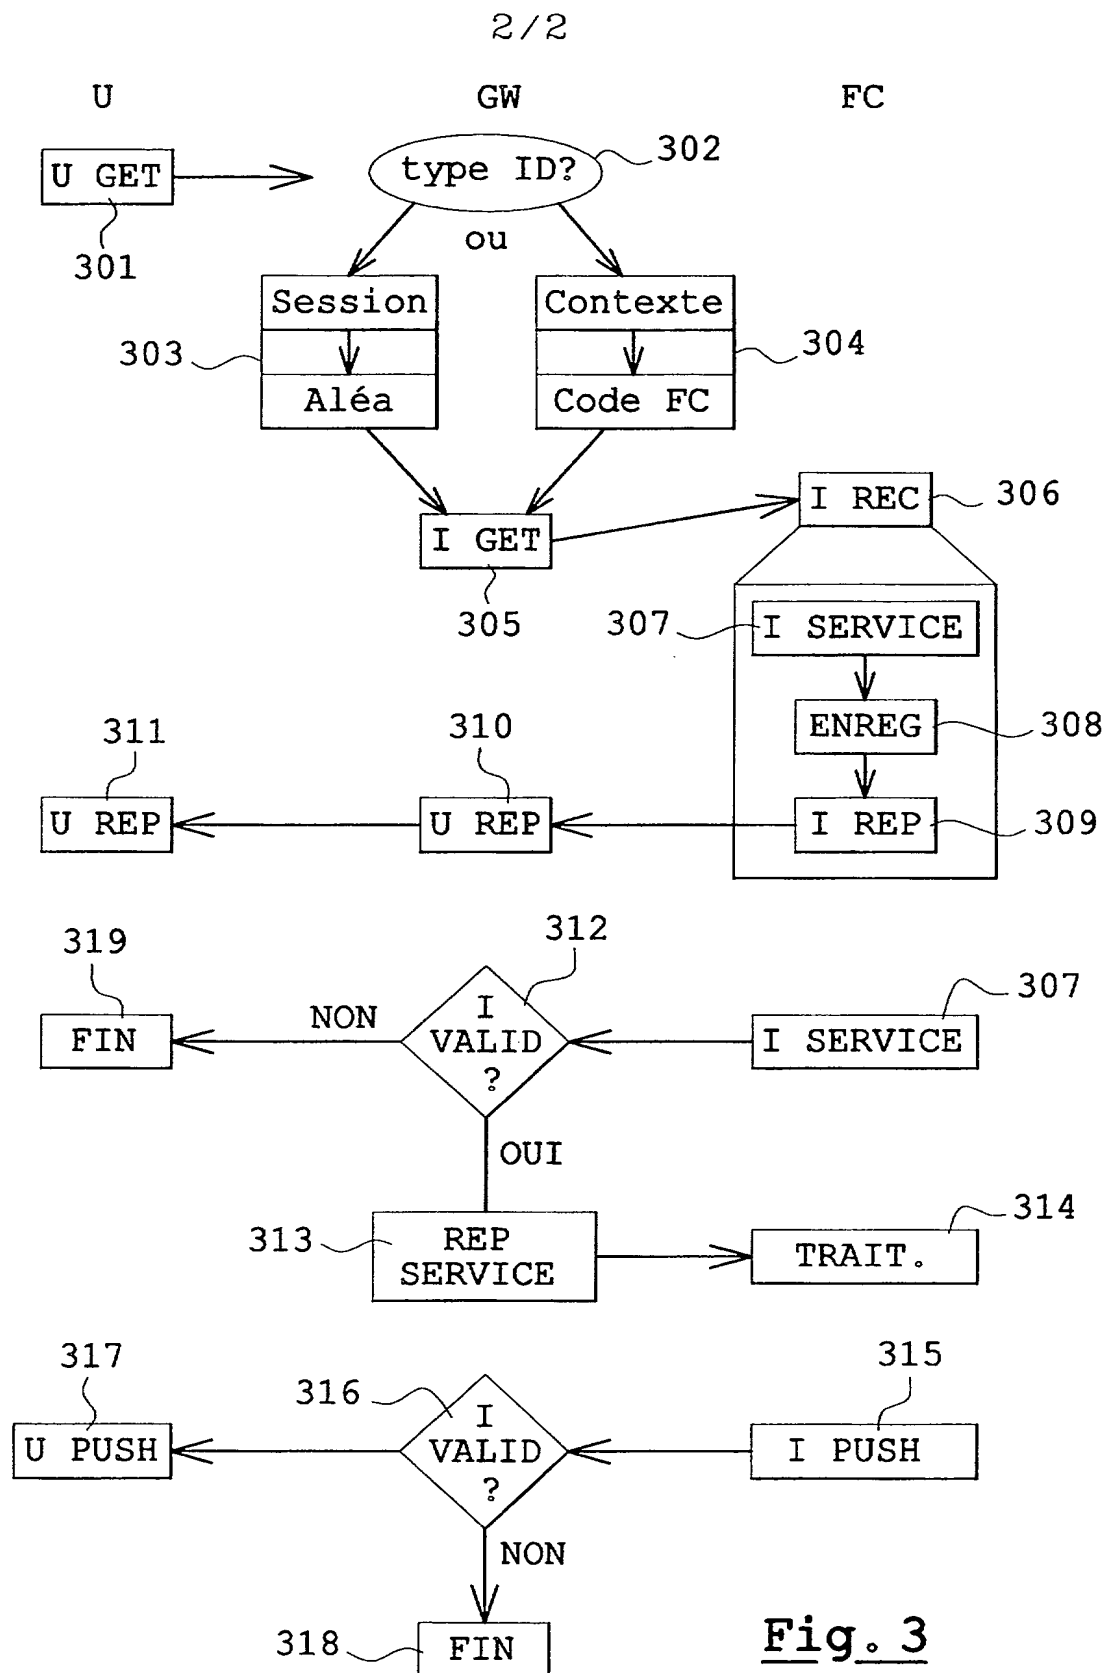 2/2
U GW FC
U GET
type ID?
302
301
ou
Session
Contexte
303
304
Aléa
Code FC
I REC
306
I GET
305
307
I SERVICE
ENREG
308
311
310
U REP
U REP
I REP
309
319
312
307
FIN
NON
I
VALID
?
I SERVICE
OUI
313
REP
SERVICE
314
TRAIT.
317
316
315
U PUSH
I
VALID
?
I PUSH
NON
318
FIN
Fig. 3